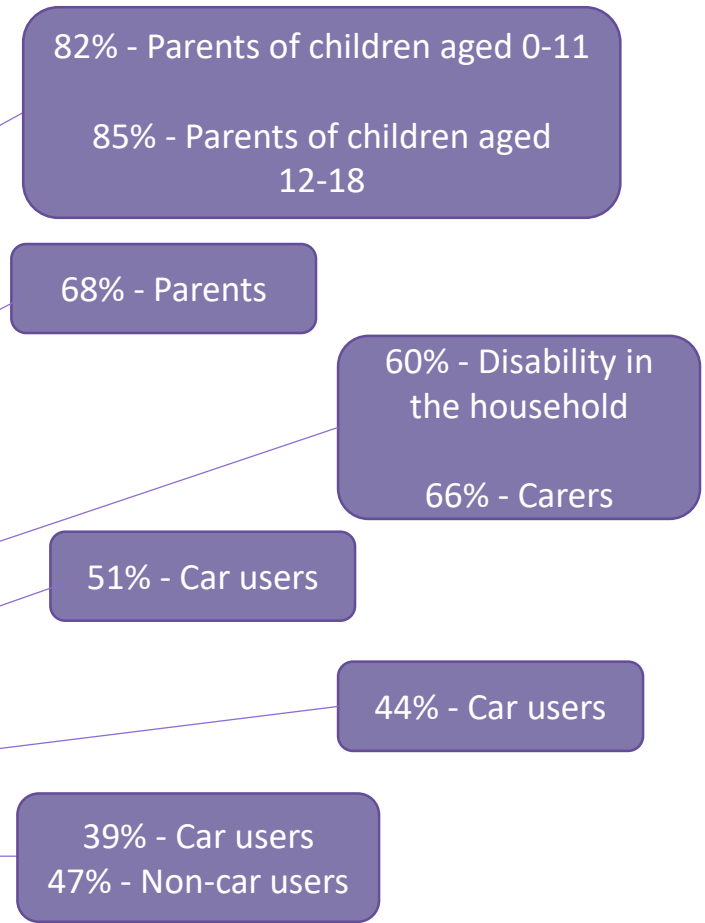 82% - Parents of children aged 0-11
85% - Parents of children aged
12-18
68% - Parents
60% - Disability in
the household
66% - Carers
51% - Car users
44% - Car users
39% - Car users
47% - Non-car users